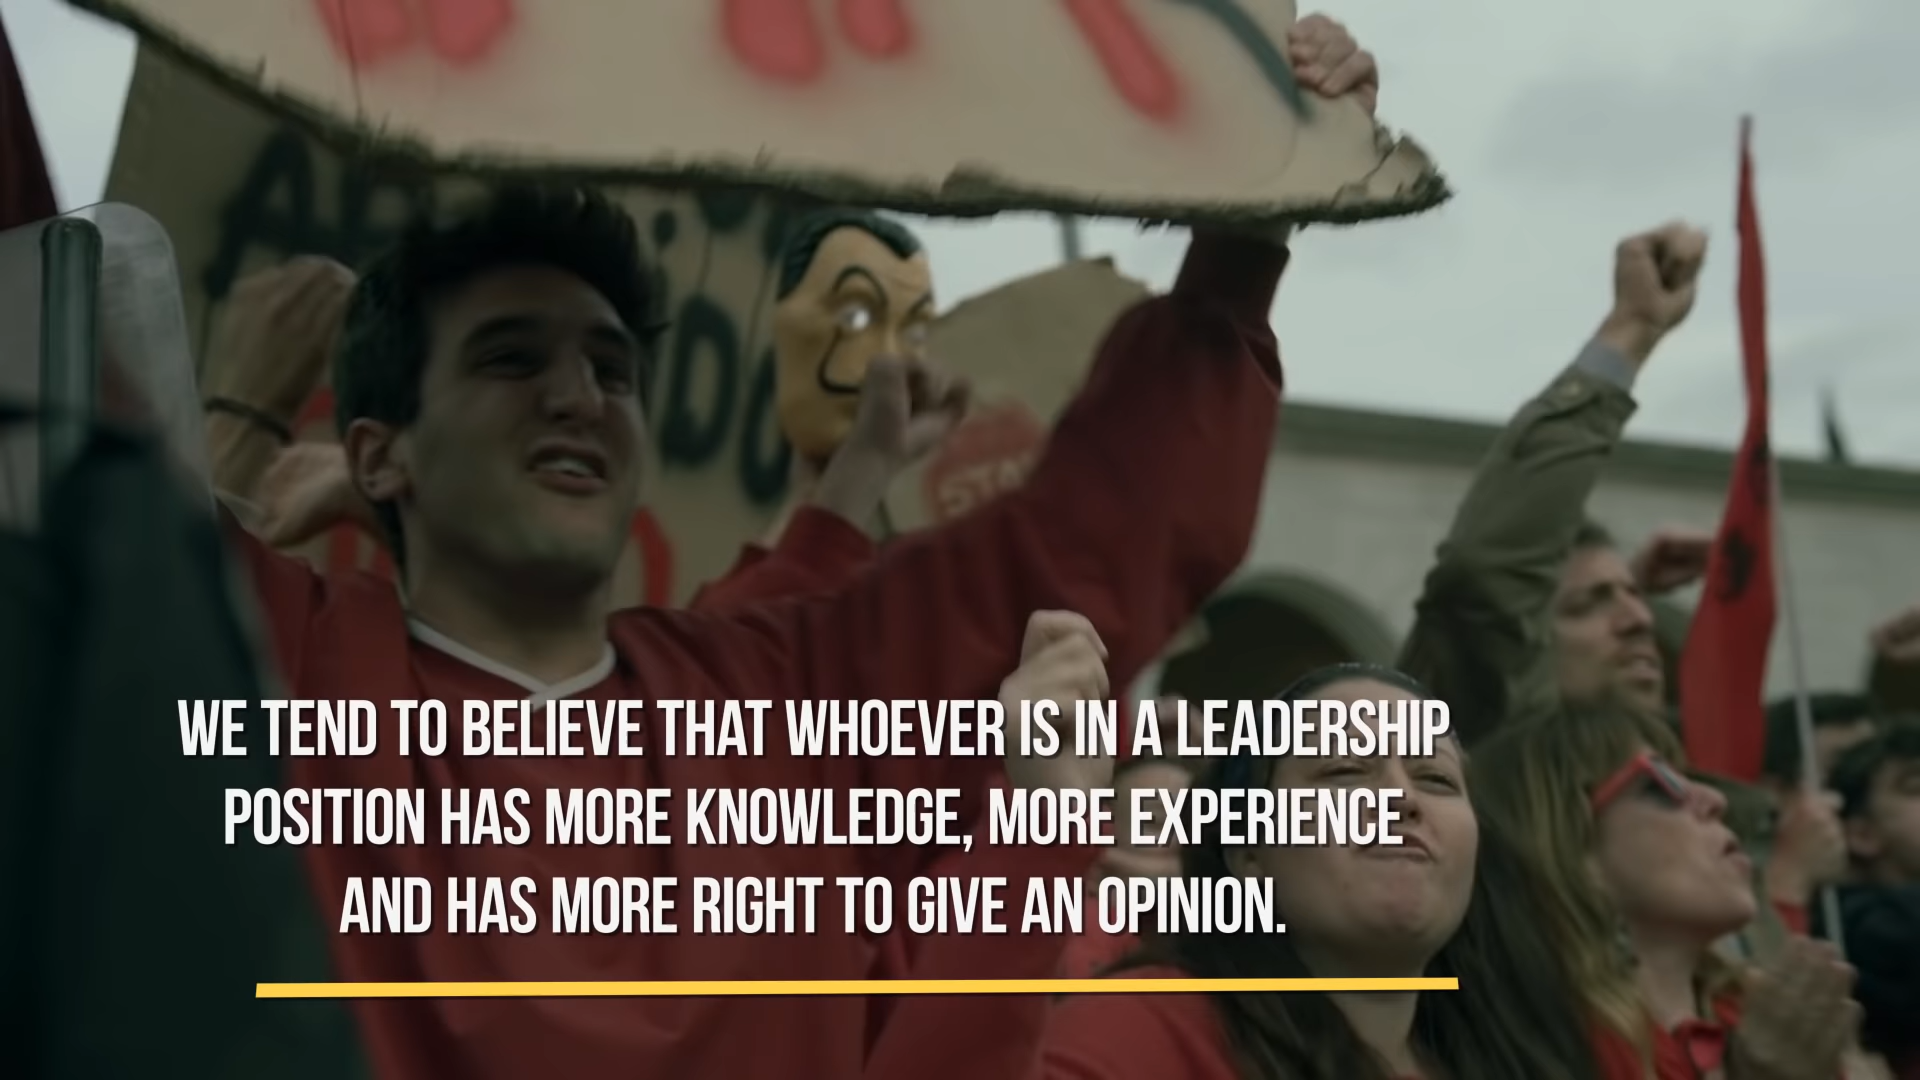 WE TEND TO BELIEVE THAT WHOEVER IS IN A LEADERSHIP
POSITION HAS MORE KNOWLEDGE, MORE EXPERIENCE
AND HAS MORE RIGHT TO GIVE AN OPINION.